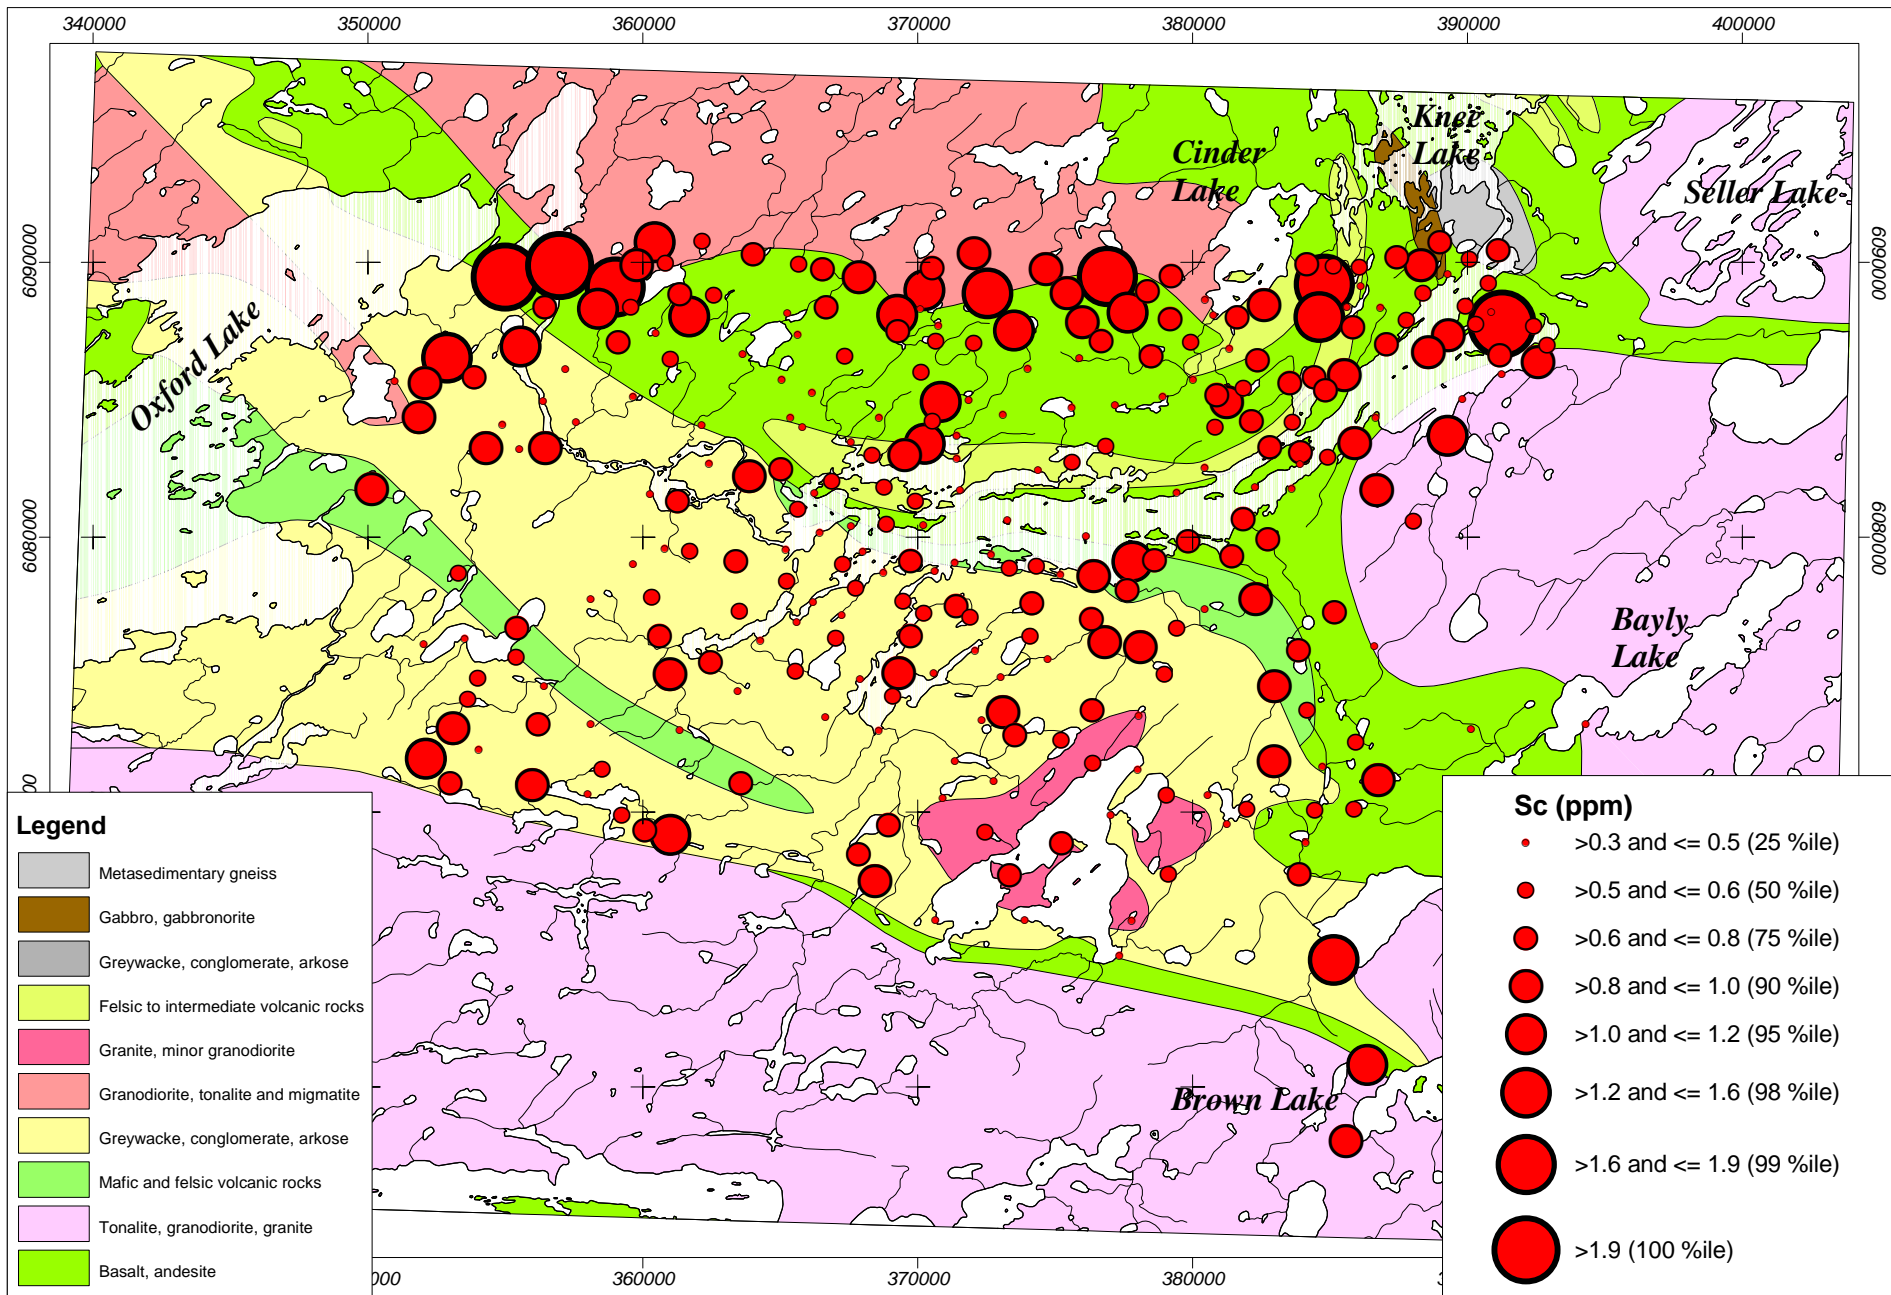 340000 350000 360000 370000 380000 390000 400000
Knee
Lake
Cinder
Lake
Seller Lake
6090000
6090000
Oxford Lake
6080000
6080000
Bayly
Lake
Brown Lake
Legend
Metasedimentary gneiss
Gabbro, gabbronorite
Greywacke, conglomerate, arkose
Felsic to intermediate volcanic rocks
Granite, minor granodiorite
Granodiorite, tonalite and migmatite
Greywacke, conglomerate, arkose
Mafic and felsic volcanic rocks
Tonalite, granodiorite, granite
Basalt, andesite
Sc (ppm)
>0.3 and <= 0.5 (25 %ile)
>0.5 and <= 0.6 (50 %ile)
>0.6 and <= 0.8 (75 %ile)
>0.8 and <= 1.0 (90 %ile)
>1.0 and <= 1.2 (95 %ile)
>1.2 and <= 1.6 (98 %ile)
>1.6 and <= 1.9 (99 %ile)
>1.9 (100 %ile)
360000 370000 380000